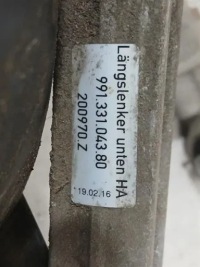 Längslenker unten HA
991.331.043.80
200970 Z
19.02.16